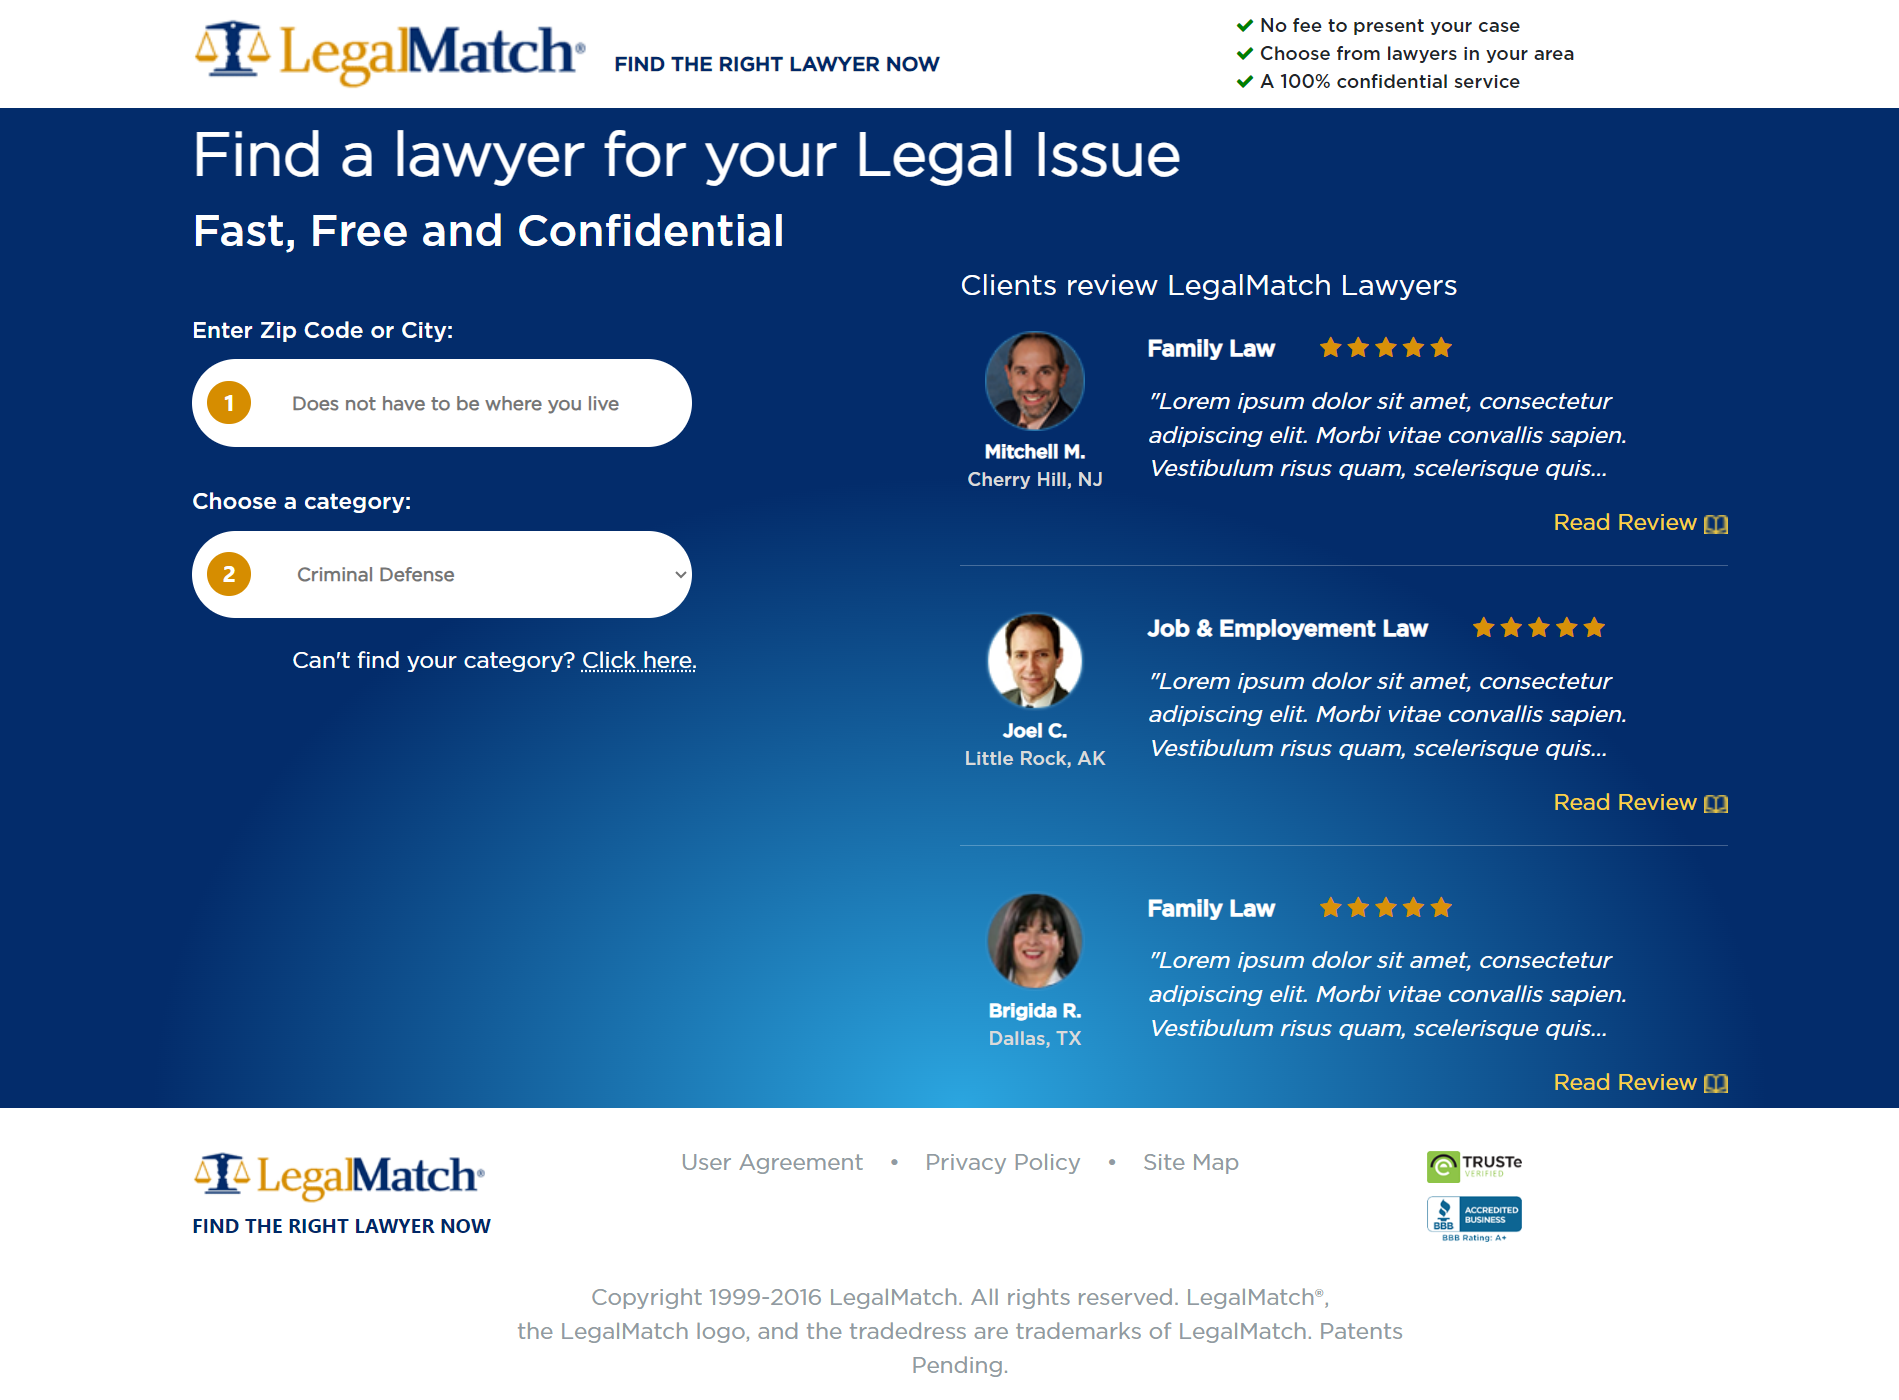 LegalMatch®
FIND THE RIGHT LAWYER NOW
No fee to present your case
Choose from lawyers in your area
A 100% confidential service
Find a lawyer for your Legal Issue
Fast, Free and Confidential
Enter Zip Code or City:
1
Does not have to be where you live
Choose a category:
2
Criminal Defense
Can't find your category? Click here.
Clients review LegalMatch Lawyers
Mitchell M.
Cherry Hill, NJ
Family Law
"Lorem ipsum dolor sit amet, consectetur
adipiscing elit. Morbi vitae convallis sapien.
Vestibulum risus quam, scelerisque quis...
Read Review
Joel C.
Little Rock, AK
Job & Employement Law
"Lorem ipsum dolor sit amet, consectetur
adipiscing elit. Morbi vitae convallis sapien.
Vestibulum risus quam, scelerisque quis...
Read Review
Brigida R.
Dallas, TX
Family Law
"Lorem ipsum dolor sit amet, consectetur
adipiscing elit. Morbi vitae convallis sapien.
Vestibulum risus quam, scelerisque quis...
Read Review
LegalMatch®
FIND THE RIGHT LAWYER NOW
User Agreement • Privacy Policy • Site Map
TRUSTe
VERIFIED
BBB
ACCREDITED
BUSINESS
BBB Rating: A+
Copyright 1999-2016 LegalMatch. All rights reserved. LegalMatch®,
the LegalMatch logo, and the tradedress are trademarks of LegalMatch. Patents
Pending.